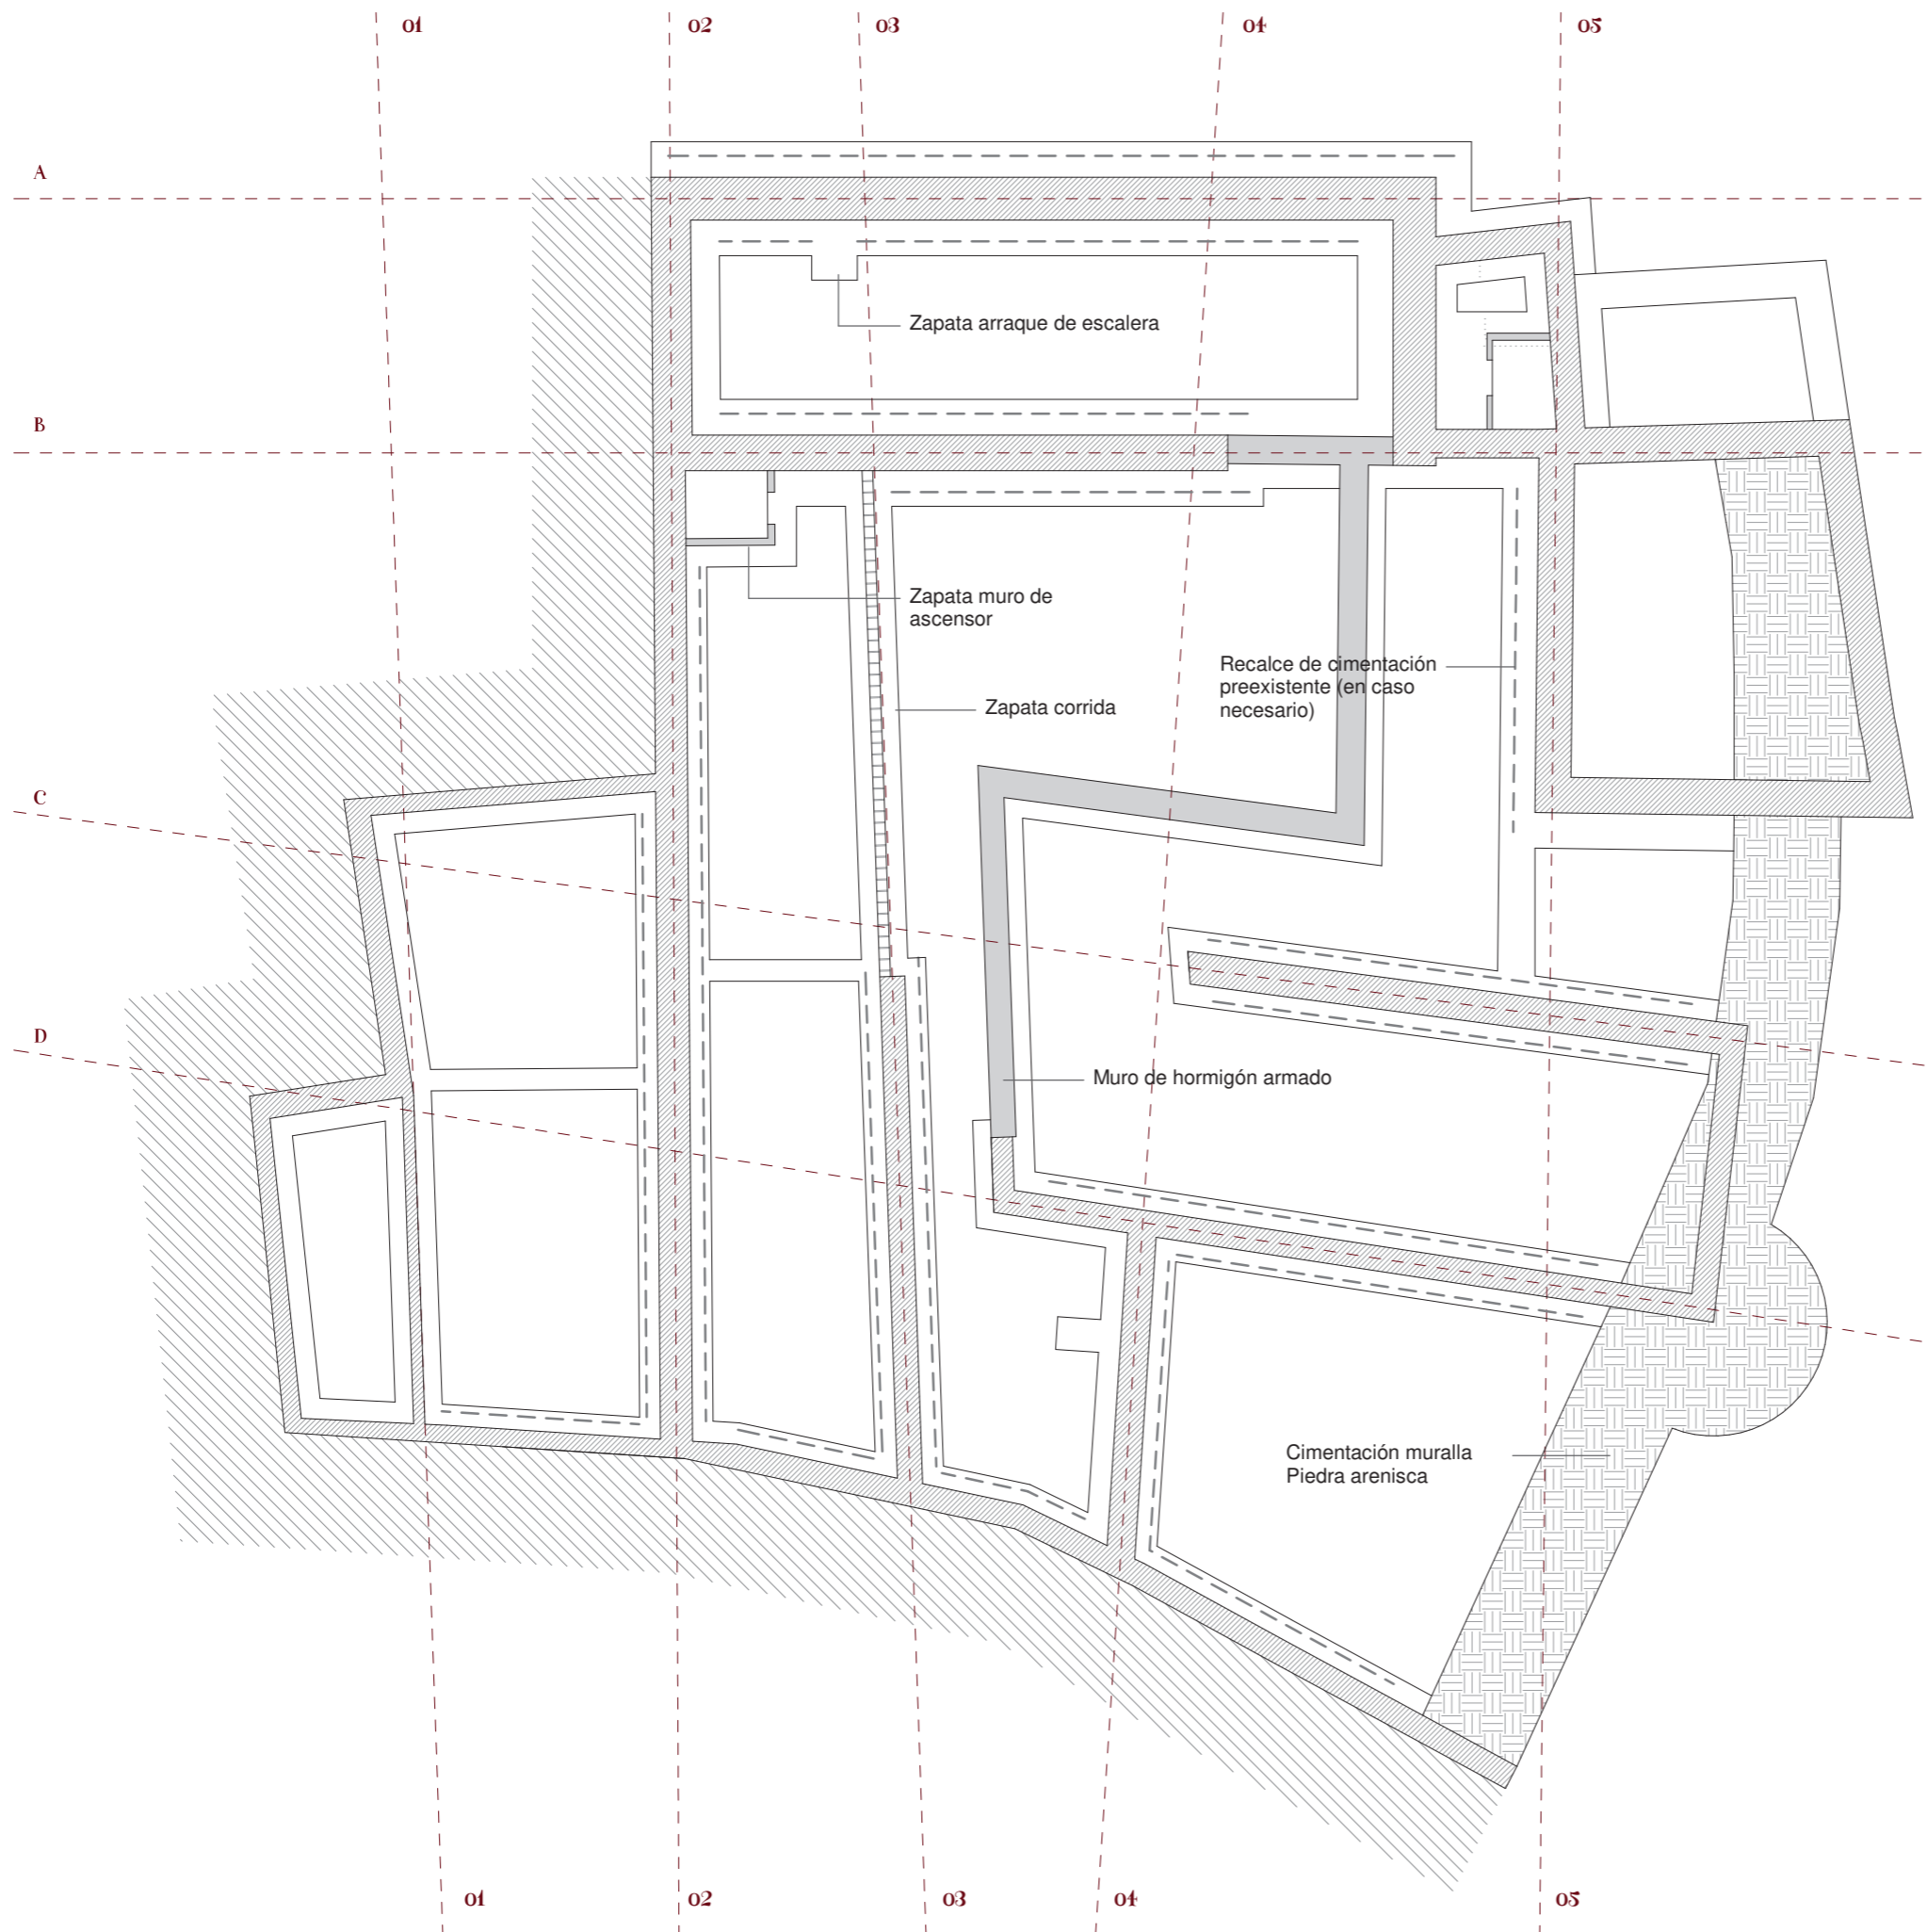 01
02
03
04
05
A
Zapata arraque de escalera
B
Zapata muro de
ascensor
Recalce de cimentación
preexistente (en caso
necesario)
Zapata corrida
C
D
Muro de hormigón armado
Cimentación muralla
Piedra arenisca
01
02
03
04
05